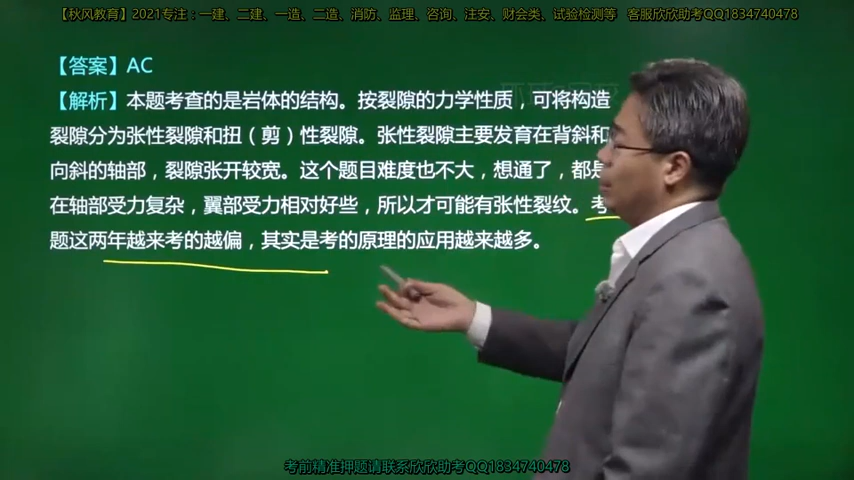 【秋风教育】2021专注：一建、二建、一造、二造、消防、监理、咨询、注安、财会类、试验检测等 客服欣欣助考QQ1834740478
【答案】AC
【解析】本题考查的是岩体的结构。按裂隙的力学性质，可将构造
裂隙分为张性裂隙和扭（剪）性裂隙。张性裂隙主要发育在背斜和
向斜的轴部，裂隙张开较宽。这个题目难度也不大，想通了，都是
在轴部受力复杂，翼部受力相对好些，所以才可能有张性裂纹。考
题这两年越来考的越偏，其实是考的原理的应用越来越多。
考前精准押题请联系欣欣助考QQ1834740478